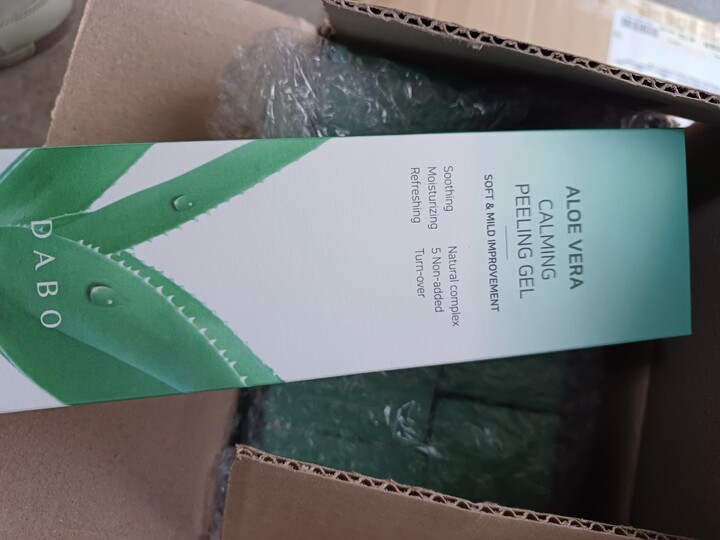 ALOE VERA
CALMING
PEELING GEL
SOFT & MILD IMPROVEMENT
Soothing Natural complex
Moisturizing 5 Non-added
Refreshing Turn-over
DABO